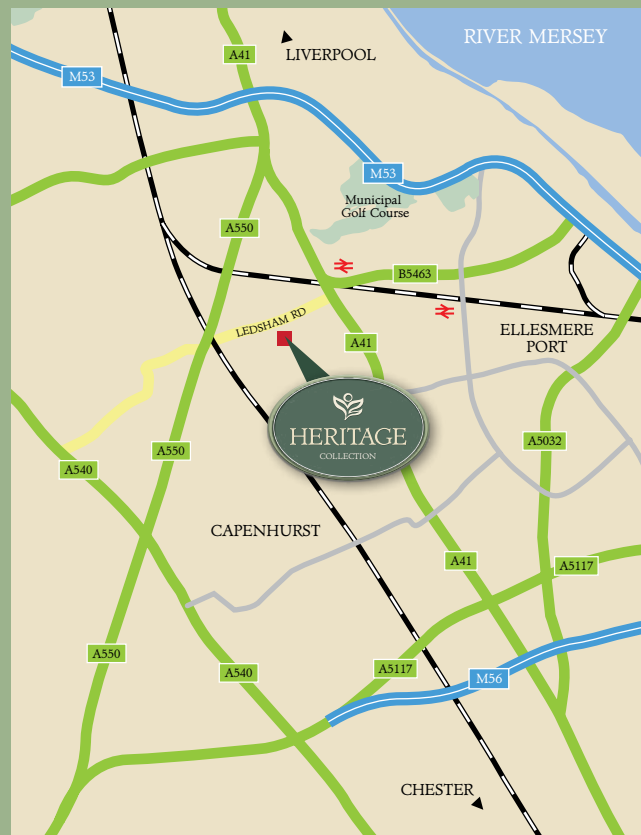 RIVER MERSEY
A41
LIVERPOOL
M53
M53
Municipal
Golf Course
A550
B5463
LEDSHAM RD
ELLESMERE
PORT
A41
HERITAGE
COLLECTION
A5032
A550
A540
CAPENHURST
A41
A5117
A550
A5117
A540
M56
CHESTER